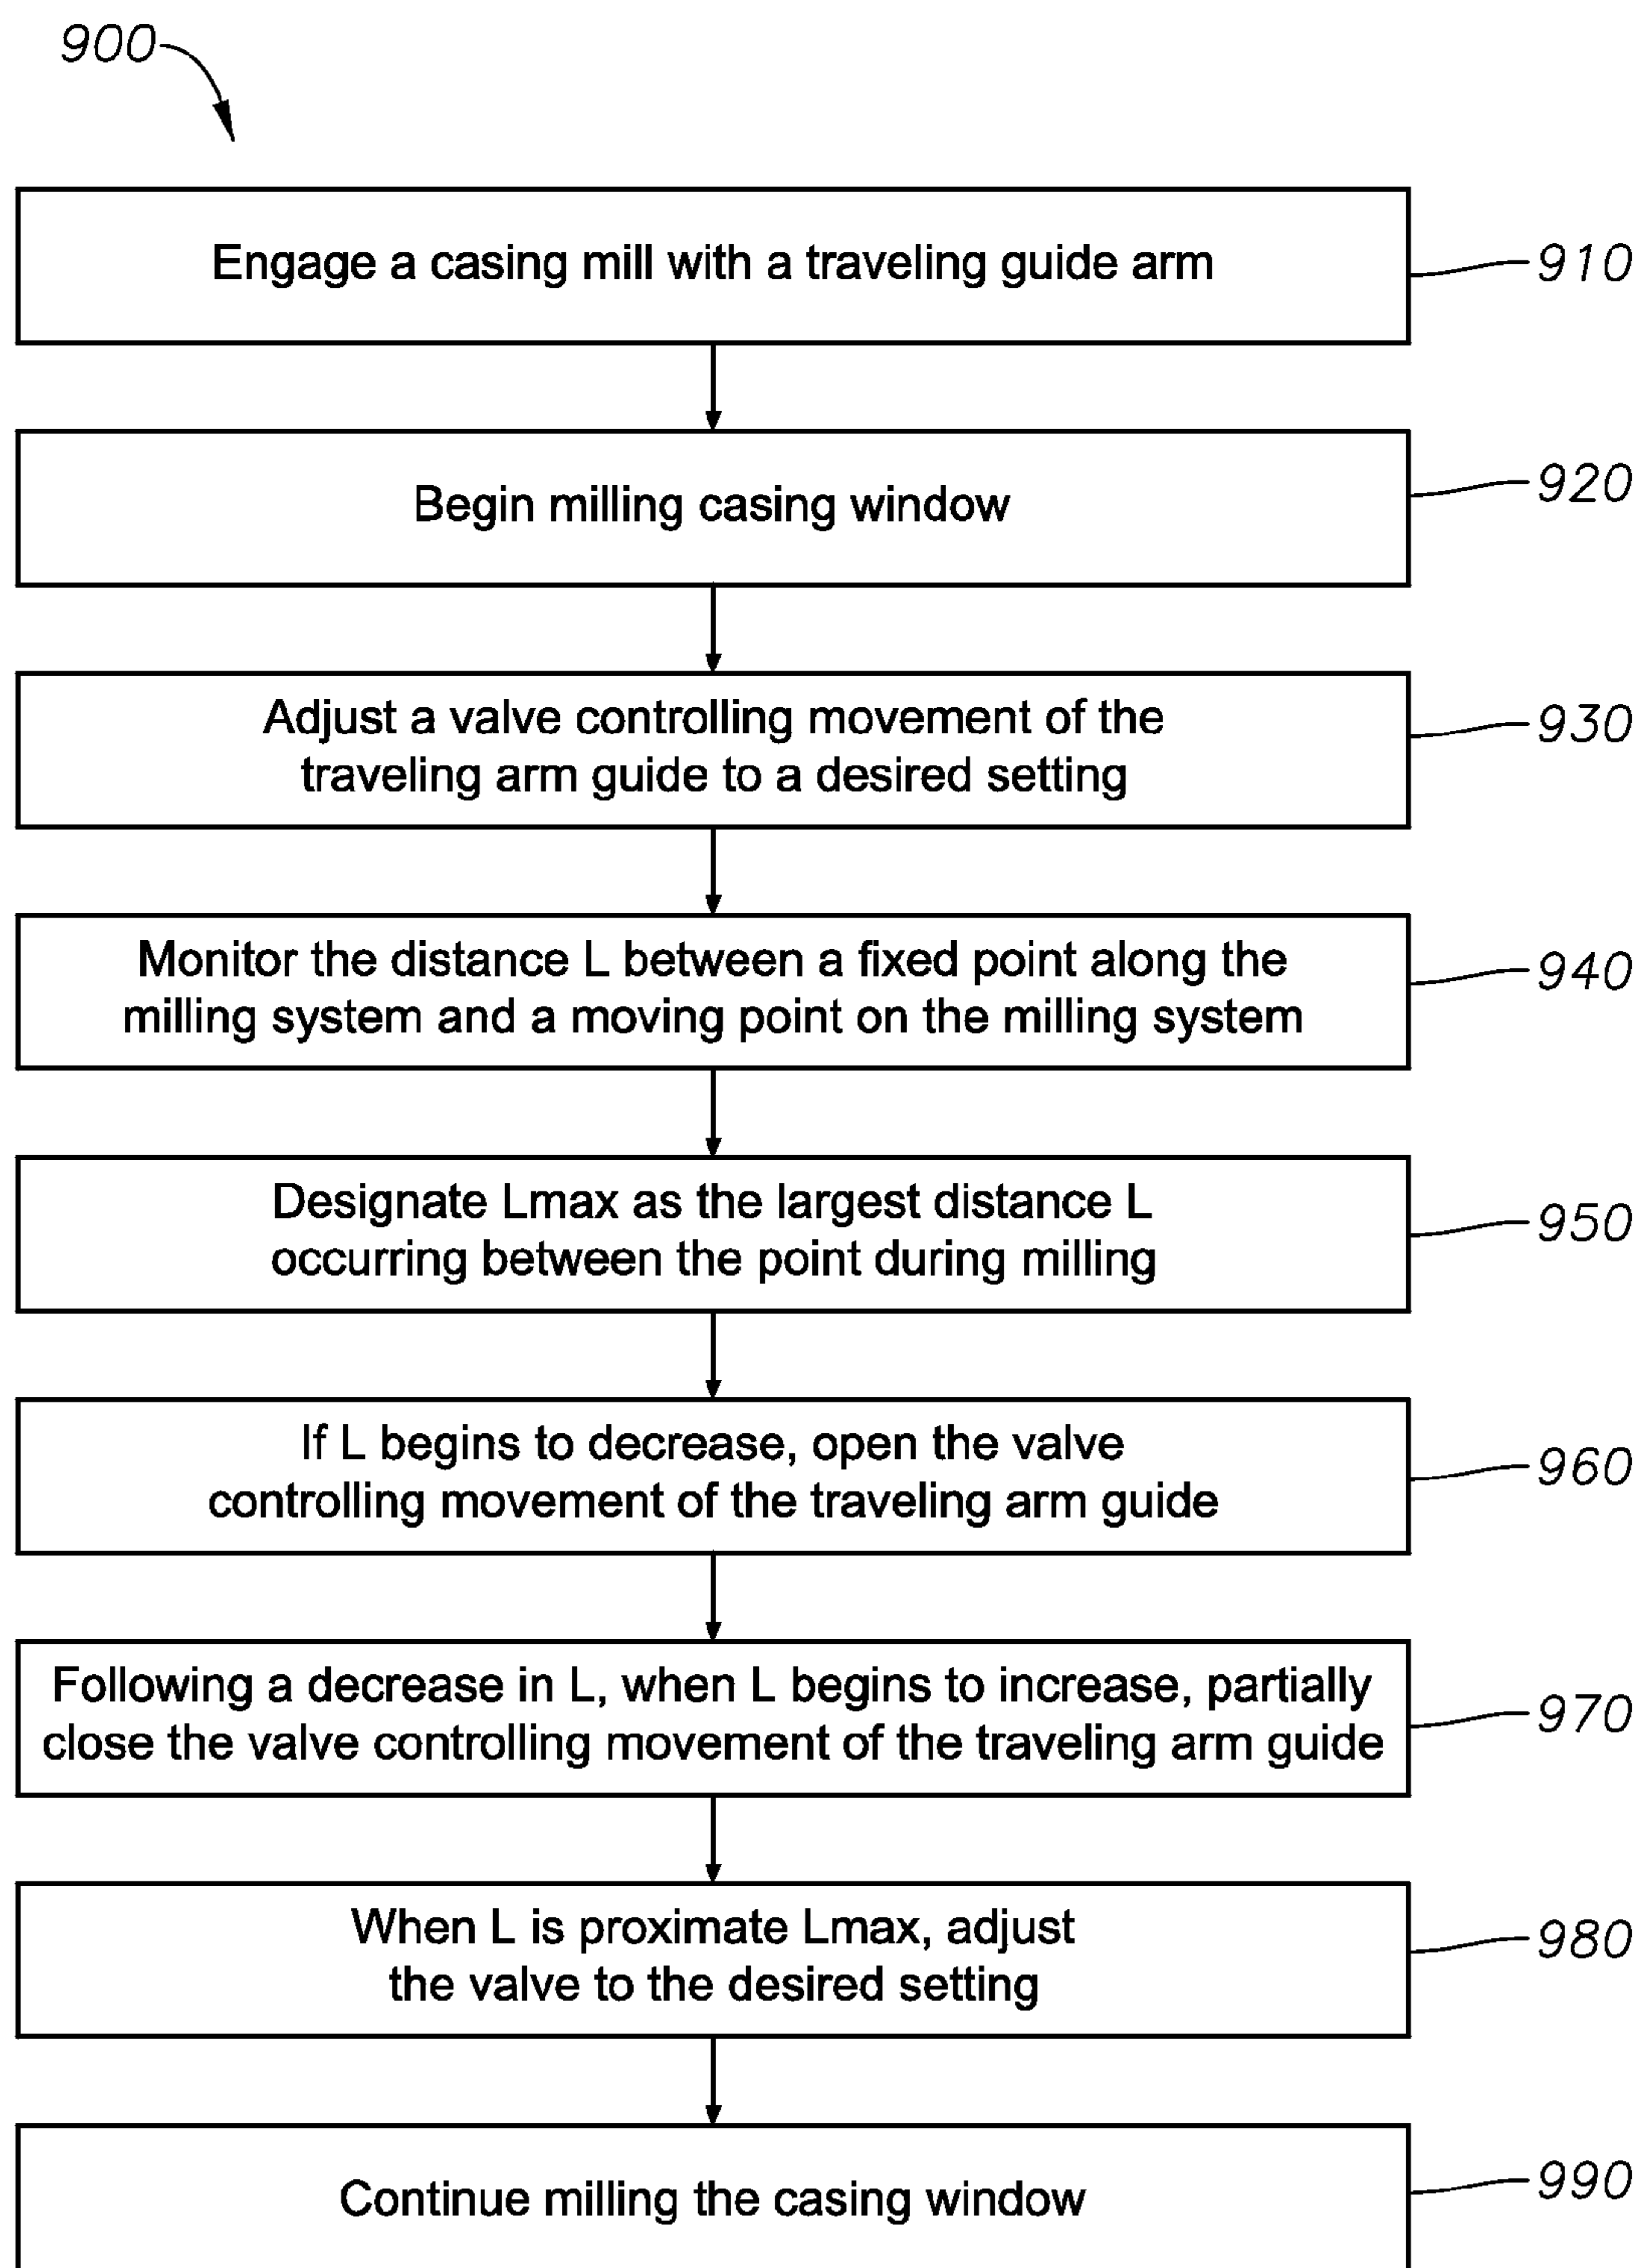 900
Engage a casing mill with a traveling guide arm
910
Begin milling casing window
920
Adjust a valve controlling movement of the
traveling arm guide to a desired setting
930
Monitor the distance L between a fixed point along the
milling system and a moving point on the milling system
940
Designate Lmax as the largest distance L
occurring between the point during milling
950
If L begins to decrease, open the valve
controlling movement of the traveling arm guide
960
Following a decrease in L, when L begins to increase, partially
close the valve controlling movement of the traveling arm guide
970
When L is proximate Lmax, adjust
the valve to the desired setting
980
Continue milling the casing window
990